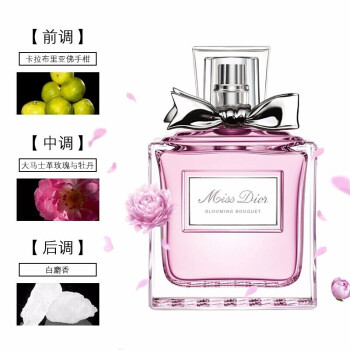 【前调】
卡拉布里亚佛手柑
【中调】
大马士革玫瑰与牡丹
【后调】
白麝香
Miss Dior
BLOOMING BOUQUET